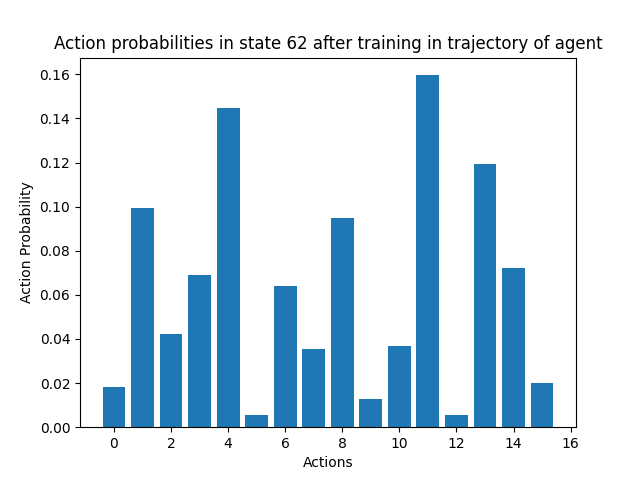 Action probabilities in state 62 after training in trajectory of agent
0.16
0.14
0.12
0.10
0.08
0.06
0.04
0.02
0.00
Action Probability
0 2 4 6 8 10 12 14 16
Actions